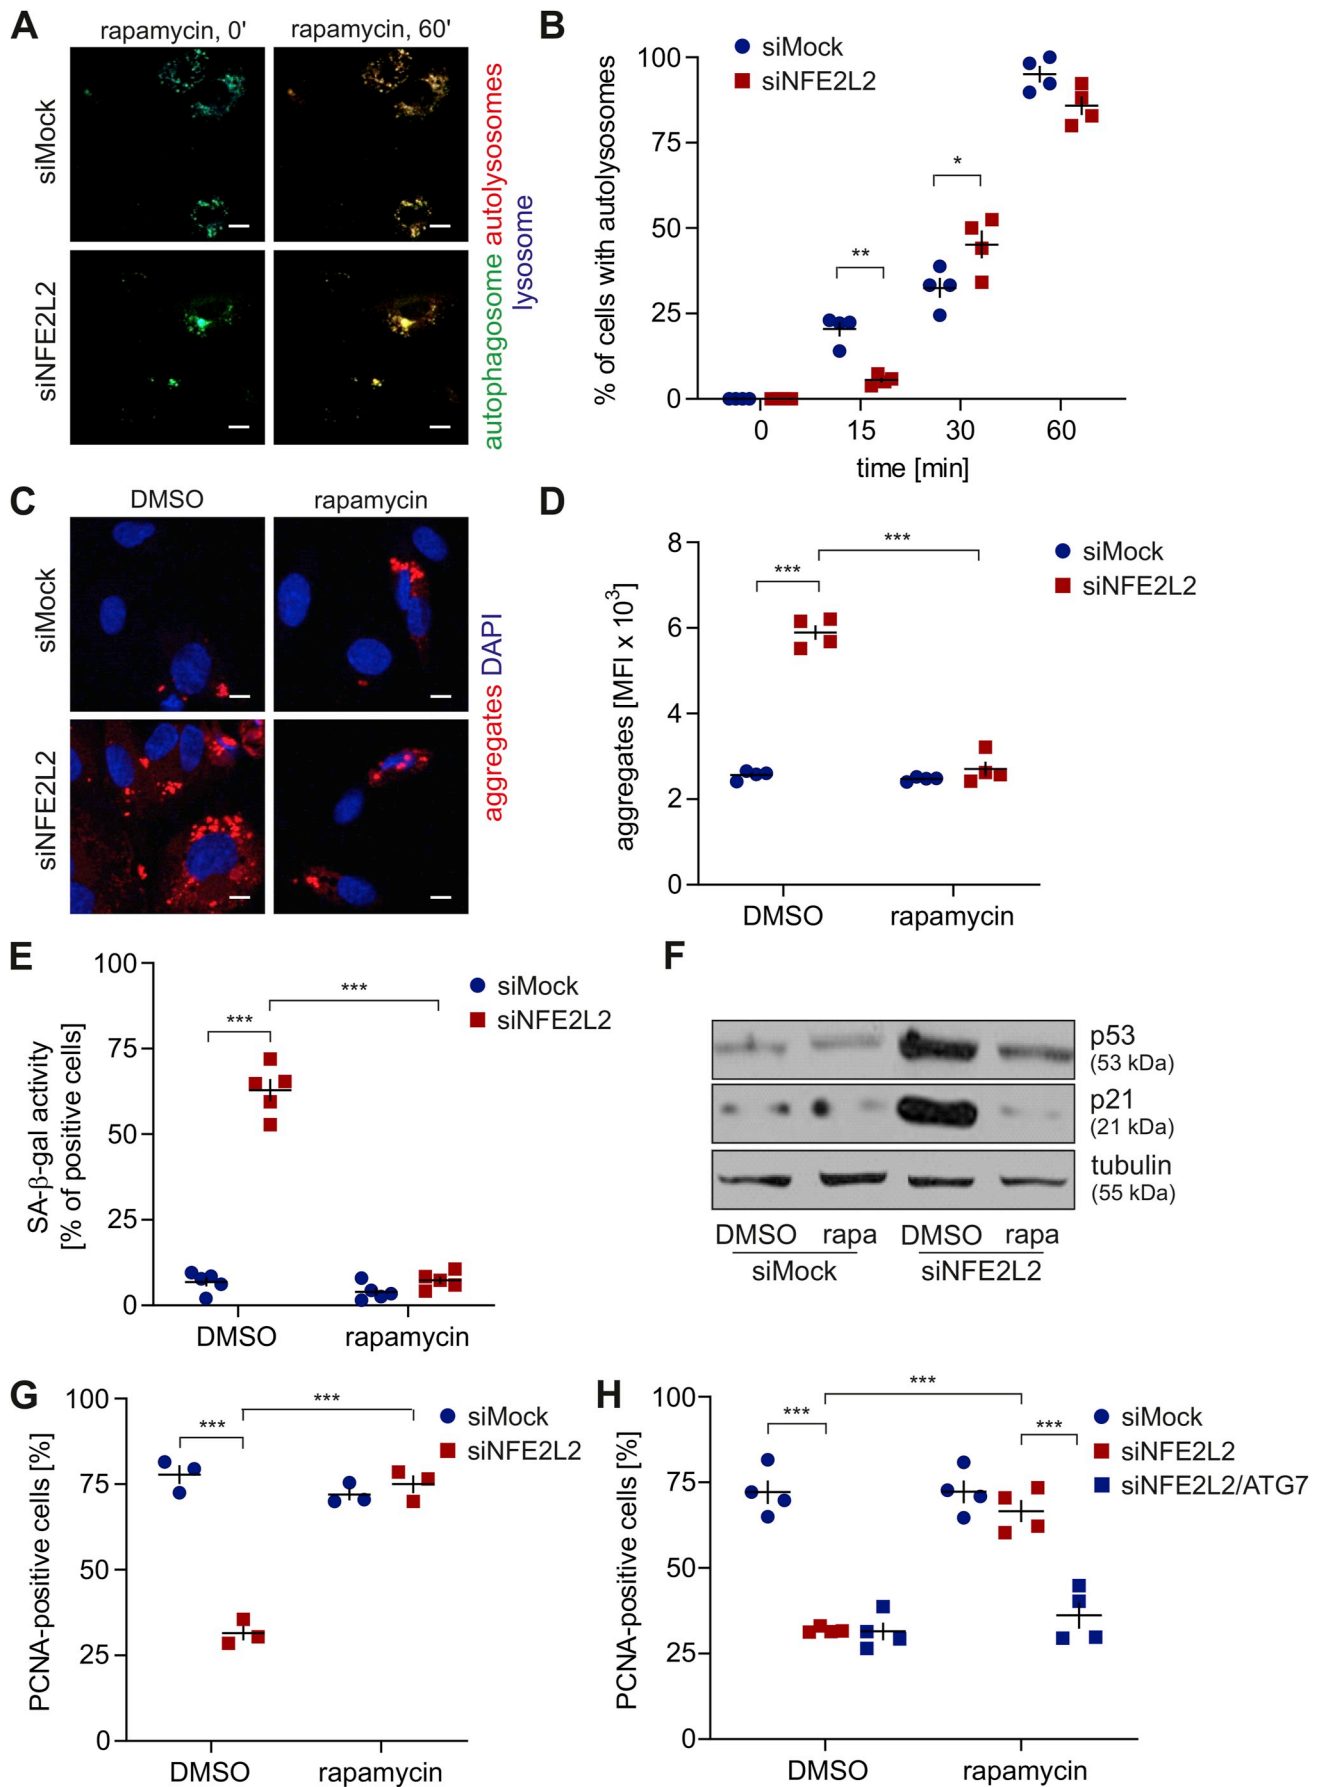 A
rapamycin, 0'
rapamycin, 60'
siMock
siNFE2L2
autophagosome autolysosomes
lysosome
B
siMock
siNFE2L2
% of cells with autolysosomes
100
75
50
25
0
**
*
0 15 30 60
time [min]
C
DMSO
rapamycin
siMock
siNFE2L2
aggregates DAPI
D
siMock
siNFE2L2
aggregates [MFI x 10³]
8
6
4
2
0
***
***
DMSO
rapamycin
E
siMock
siNFE2L2
SA-β-gal activity
[% of positive cells]
100
75
50
25
0
***
***
DMSO
rapamycin
F
p53
(53 kDa)
p21
(21 kDa)
tubulin
(55 kDa)
DMSO rapa DMSO rapa
siMock siNFE2L2
G
siMock
siNFE2L2
PCNA-positive cells [%]
100
75
50
25
0
***
***
DMSO
rapamycin
H
siMock
siNFE2L2
siNFE2L2/ATG7
PCNA-positive cells [%]
100
75
50
25
0
***
***
***
DMSO
rapamycin